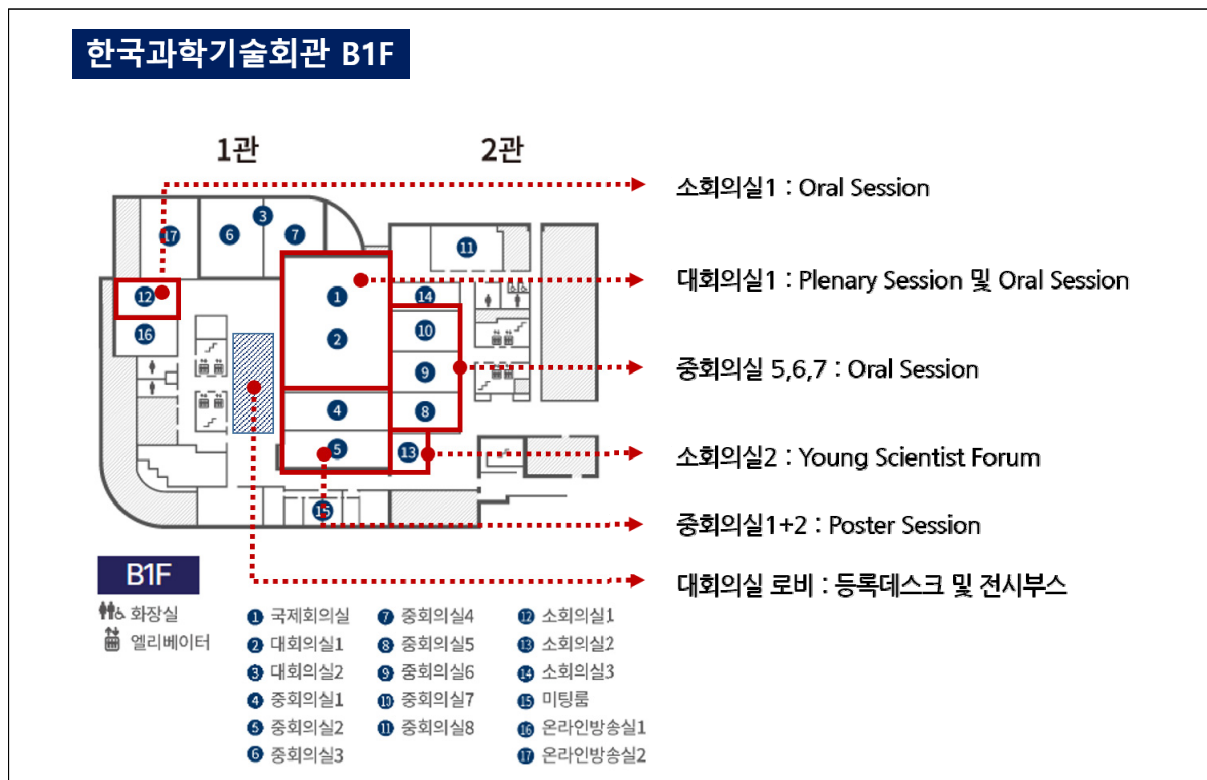 한국과학기술회관 B1F
1관
2관
소회의실1 : Oral Session
대회의실1 : Plenary Session 및 Oral Session
중회의실 5,6,7 : Oral Session
소회의실2 : Young Scientist Forum
중회의실1+2 : Poster Session
대회의실 로비 : 등록데스크 및 전시부스
17
6
3
7
11
12
1
14
16
2
10
9
4
8
5
13
15
B1F
화장실
엘리베이터
1 국제회의실
2 대회의실1
3 대회의실2
4 중회의실1
5 중회의실2
6 중회의실3
7 중회의실4
8 중회의실5
9 중회의실6
10 중회의실7
11 중회의실8
12 소회의실1
13 소회의실2
14 소회의실3
15 미팅룸
16 온라인방송실1
17 온라인방송실2